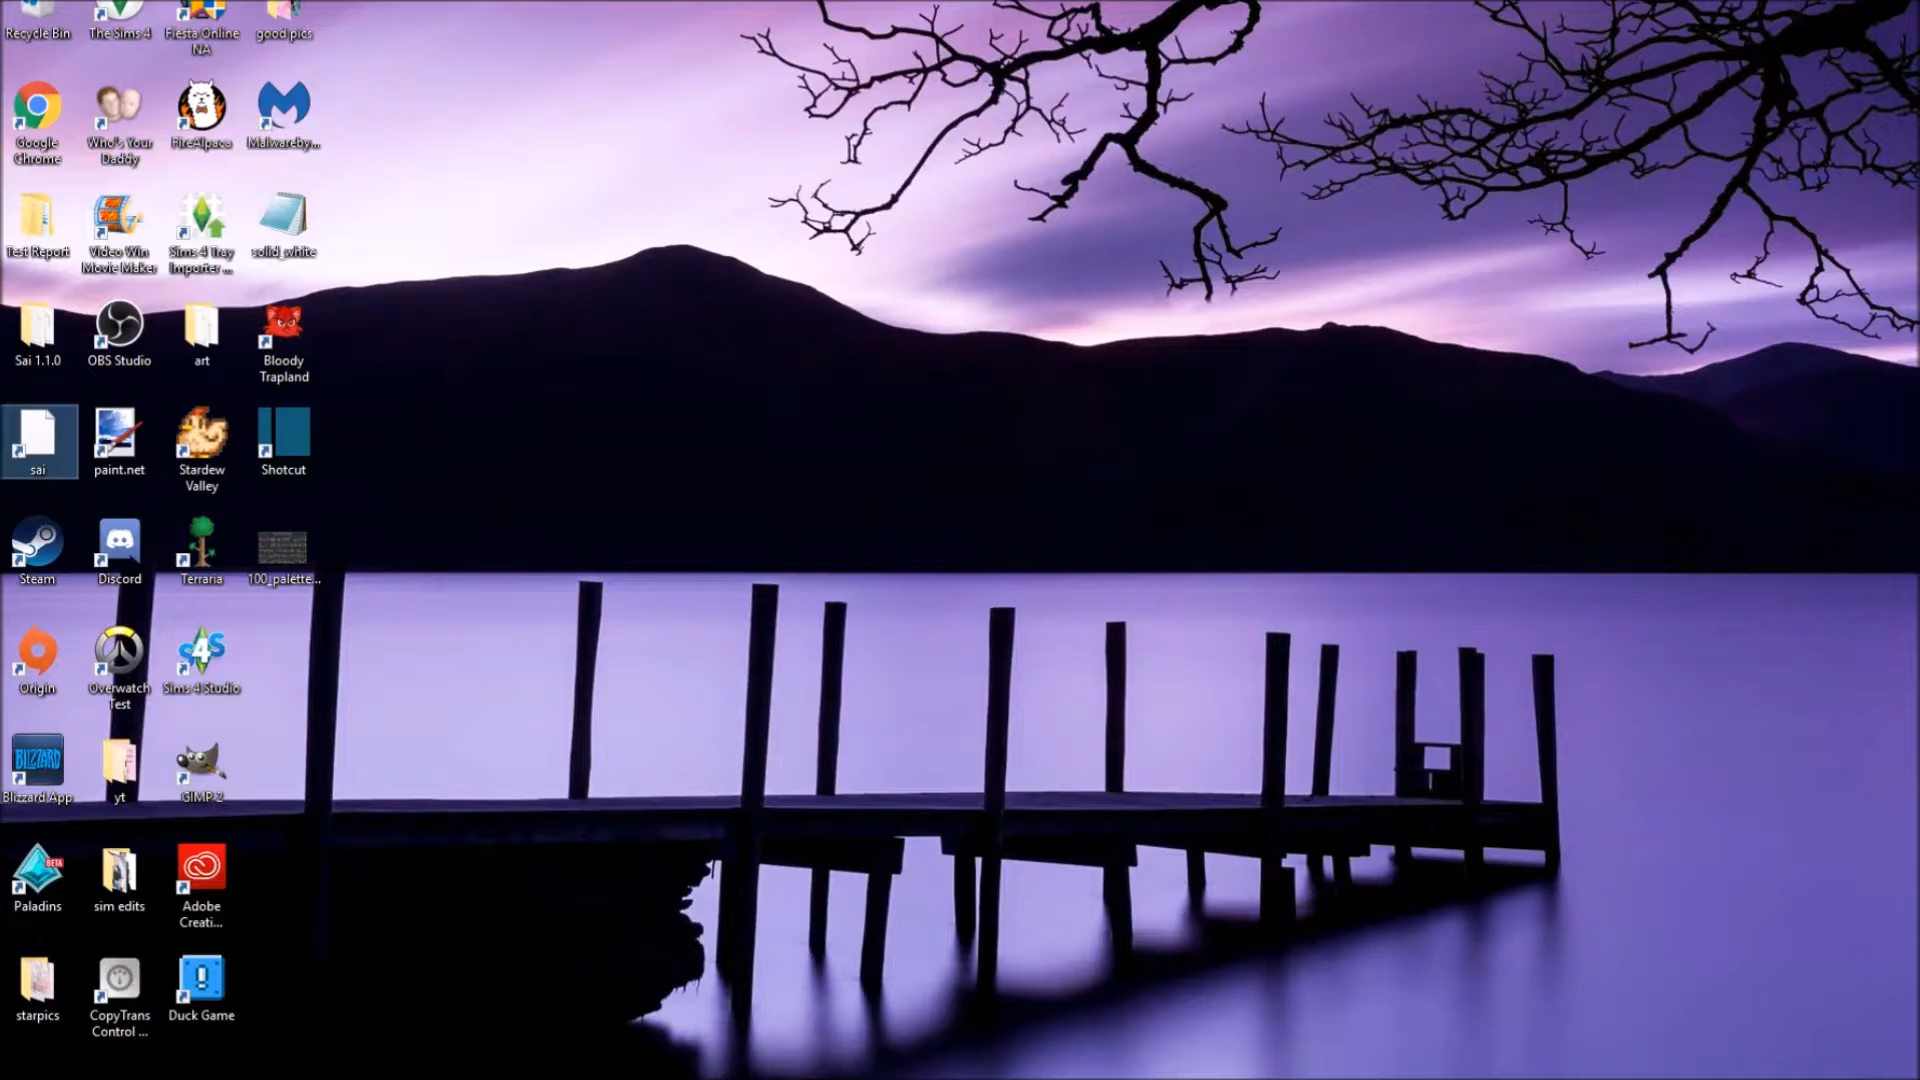 Recycle Bin
The Sims 4
Fiesta Online
NA
good pics
Google
Chrome
Who's Your
Daddy
FireAlpaca
Malwareby...
Test Report
Video Win
Movie Maker
Sims 4 Tray
Importer ...
solid_white
Sai 1.1.0
OBS Studio
art
Bloody
Trapland
sai
paint.net
Stardew
Valley
Shotcut
Steam
Discord
Terraria
100_palette...
Origin
Overwatch
Test
S4S
Sims 4 Studio
BLIZZARD
Blizzard App
yt
GIMP 2
BETA
Paladins
sim edits
Adobe
Creati...
starpics
CopyTrans
Control ...
Duck Game